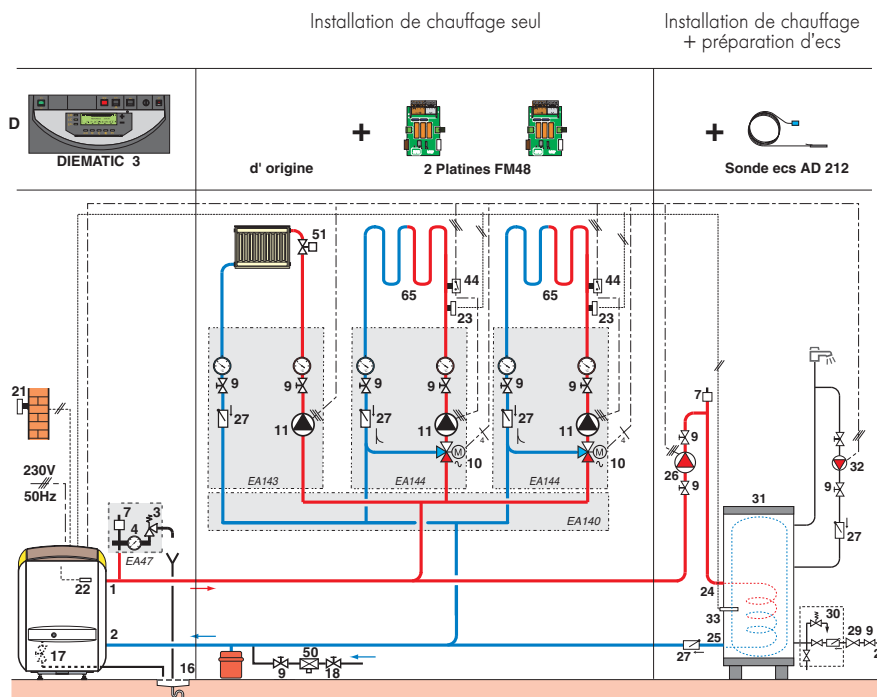 Installation de chauffage seul
Installation de chauffage
+ préparation d'ecs
D
DIEMATIC 3
+
d' origine
2 Platines FM48
+
Sonde ecs AD 212
51
44
44
65
65
23
23
9
9
9
9
9
9
27
27
27
11
11
11
M
10
M
10
EA143
EA144
EA144
EA140
21
230V
50Hz
7
3
4
EA47
22
1
2
17
16
9
50
18
7
9
26
9
32
9
27
31
24
33
25
27
30
29
9